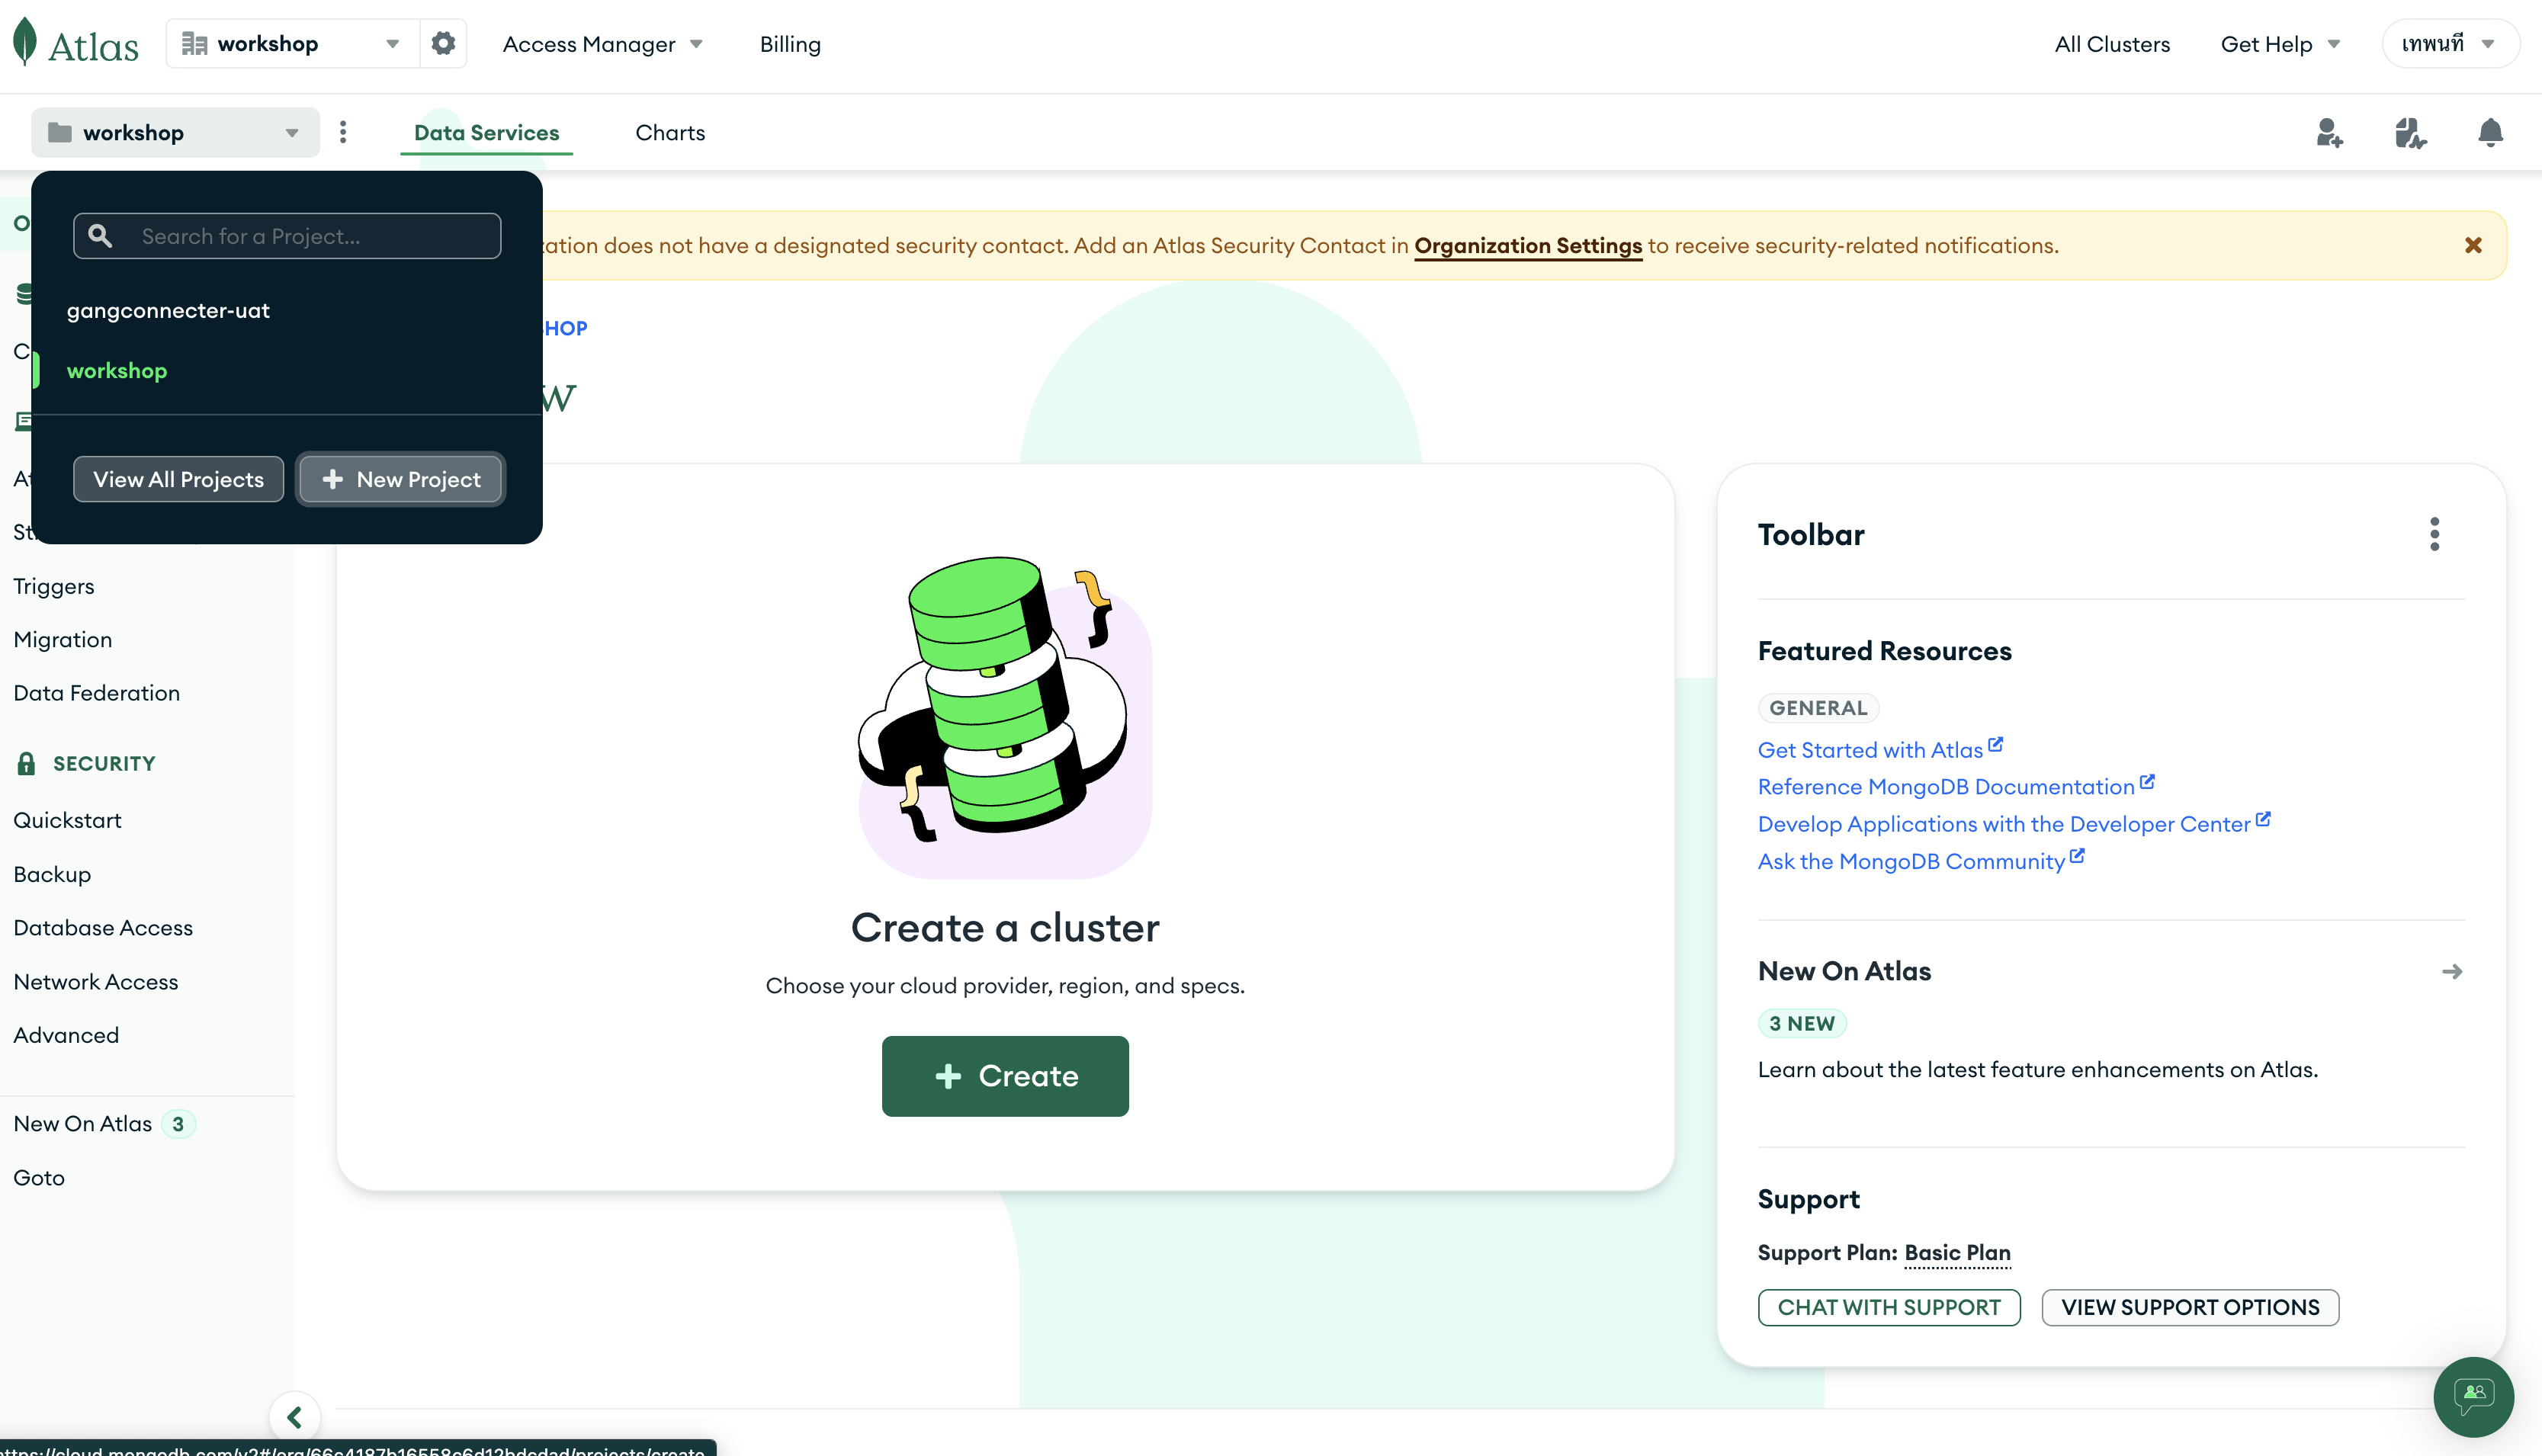 Atlas
workshop
Access Manager
Billing
All Clusters
Get Help
เทพนที
workshop
Data Services
Charts
Search for a Project...
gangconnecter-uat
workshop
View All Projects
+ New Project
does not have a designated security contact. Add an Atlas Security Contact in Organization Settings to receive security-related notifications.
Triggers
Migration
Data Federation
SECURITY
Quickstart
Backup
Database Access
Network Access
Advanced
New On Atlas 3
Goto
Create a cluster
Choose your cloud provider, region, and specs.
+ Create
Toolbar
Featured Resources
GENERAL
Get Started with Atlas
Reference MongoDB Documentation
Develop Applications with the Developer Center
Ask the MongoDB Community
New On Atlas
3 NEW
Learn about the latest feature enhancements on Atlas.
Support
Support Plan: Basic Plan
CHAT WITH SUPPORT
VIEW SUPPORT OPTIONS